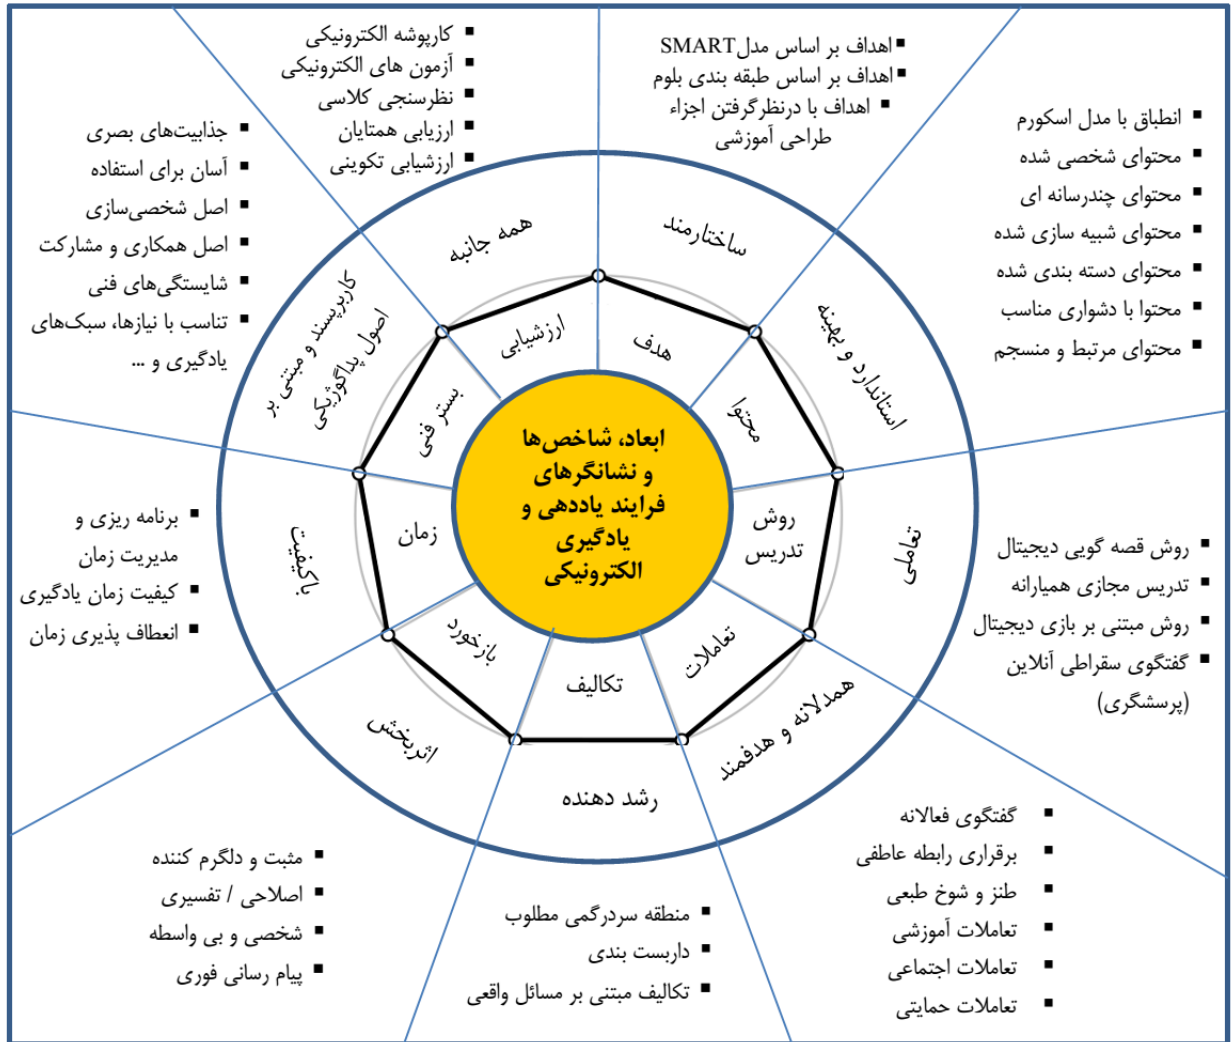 ابعاد، شاخص‌ها
و نشانگرهای
فرایند یاددهی و
یادگیری
الکترونیکی
هدف
ساختارمند
اهداف بر اساس مدلSMART
اهداف بر اساس طبقه بندی بلوم
اهداف با درنظرگرفتن اجزاء
طراحی آموزشی
محتوا
استاندارد و بهینه
انطباق با مدل اسکورم
محتوای شخصی شده
محتوای چندرسانه ای
محتوای شبیه سازی شده
محتوای دسته بندی شده
محتوا با دشواری مناسب
محتوای مرتبط و منسجم
روش
تدریس
تعاملی
روش قصه گویی دیجیتال
تدریس مجازی همیارانه
روش مبتنی بر بازی دیجیتال
گفتگوی سقراطی آنلاین
(پرسشگری)
تعاملات
همدلانه و هدفمند
گفتگوی فعالانه
برقراری رابطه عاطفی
طنز و شوخ طبعی
تعاملات آموزشی
تعاملات اجتماعی
تعاملات حمایتی
تکالیف
رشد دهنده
منطقه سردرگمی مطلوب
داربست بندی
تکالیف مبتنی بر مسائل واقعی
بازخورد
اثربخش
مثبت و دلگرم کننده
اصلاحی / تفسیری
شخصی و بی واسطه
پیام رسانی فوری
زمان
باکیفیت
برنامه ریزی و
مدیریت زمان
کیفیت زمان یادگیری
انعطاف پذیری زمان
بستر فنی
کاربرپسند و مبتنی بر
اصول پداگوژیکی
جذابیت‌های بصری
آسان برای استفاده
اصل شخصی‌سازی
اصل همکاری و مشارکت
شایستگی‌های فنی
تناسب با نیازها، سبک‌های
یادگیری و ...
ارزشیابی
همه جانبه
کارپوشه الکترونیکی
آزمون های الکترونیکی
نظرسنجی کلاسی
ارزیابی همتایان
ارزشیابی تکوینی